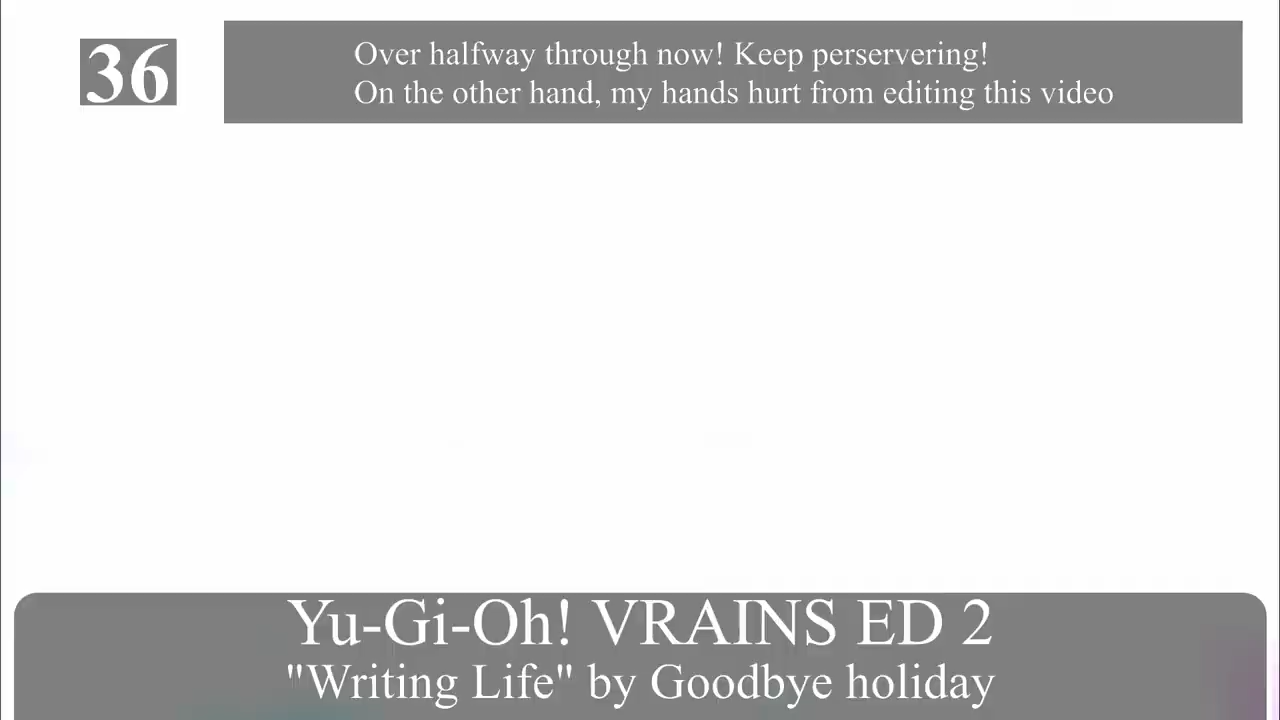 36
Over halfway through now! Keep perservering!
On the other hand, my hands hurt from editing this video
Yu-Gi-Oh! VRAINS ED 2
"Writing Life" by Goodbye holiday